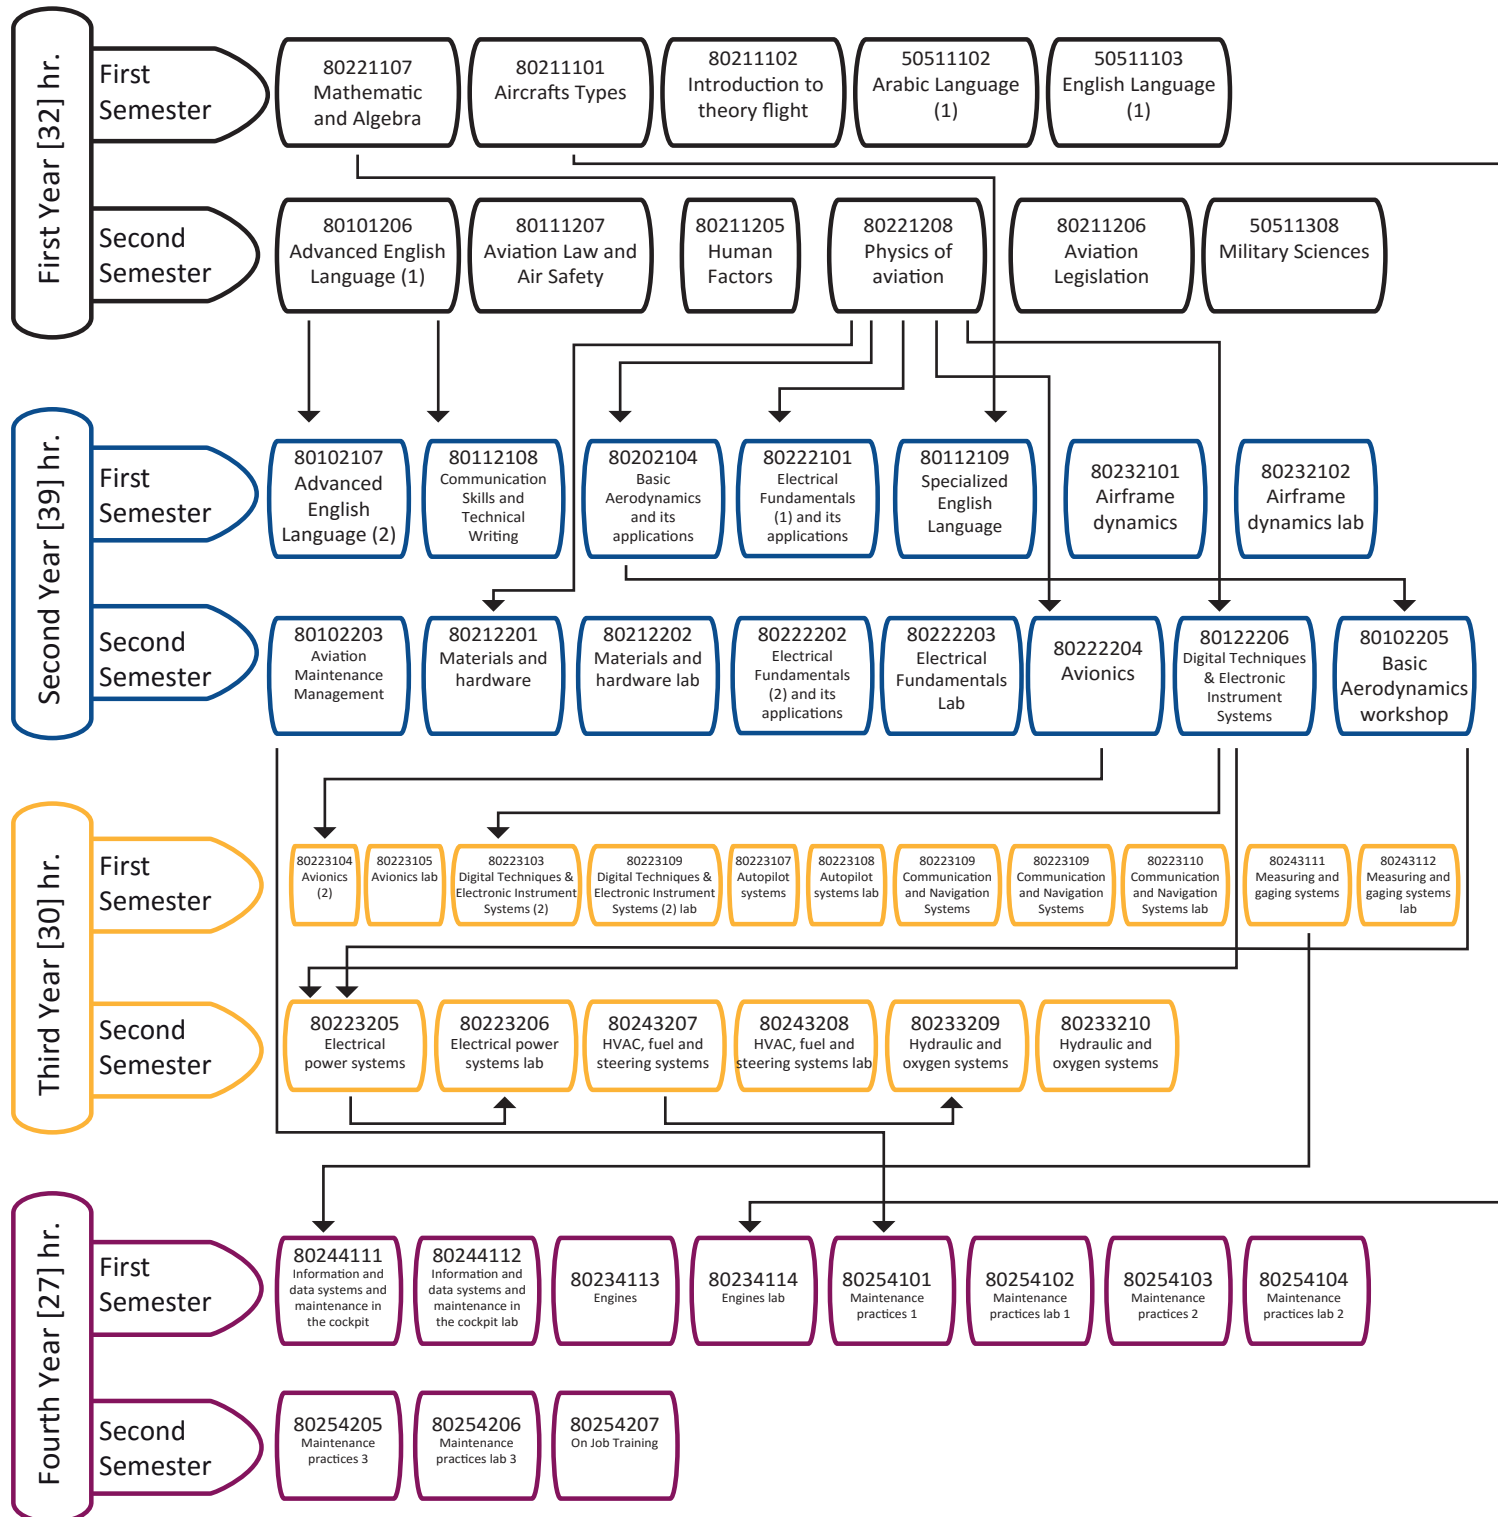 First Year [32] hr.
First
Semester
80221107
Mathematic
and Algebra
80211101
Aircrafts Types
80211102
Introduction to
theory flight
50511102
Arabic Language
(1)
50511103
English Language
(1)
Second
Semester
80101206
Advanced English
Language (1)
80111207
Aviation Law and
Air Safety
80211205
Human
Factors
80221208
Physics of
aviation
80211206
Aviation
Legislation
50511308
Military Sciences
Second Year [39] hr.
First
Semester
80102107
Advanced
English
Language (2)
80112108
Communication
Skills and
Technical
Writing
80202104
Basic
Aerodynamics
and its
applications
80222101
Electrical
Fundamentals
(1) and its
applications
80112109
Specialized
English
Language
80232101
Airframe
dynamics
80232102
Airframe
dynamics lab
Second
Semester
80102203
Aviation
Maintenance
Management
80212201
Materials and
hardware
80212202
Materials and
hardware lab
80222202
Electrical
Fundamentals
(2) and its
applications
80222203
Electrical
Fundamentals
Lab
80222204
Avionics
80122206
Digital Techniques
& Electronic
Instrument
Systems
80102205
Basic
Aerodynamics
workshop
Third Year [30] hr.
First
Semester
80223104
Avionics
(2)
80223105
Avionics lab
80223103
Digital Techniques &
Electronic Instrument
Systems (2)
80223109
Digital Techniques &
Electronic Instrument
Systems (2) lab
80223107
Autopilot
systems
80223108
Autopilot
systems lab
80223109
Communication
and Navigation
Systems
80223109
Communication
and Navigation
Systems
80223110
Communication
and Navigation
Systems lab
80243111
Measuring and
gaging systems
80243112
Measuring and
gaging systems
lab
Second
Semester
80223205
Electrical
power systems
80223206
Electrical power
systems lab
80243207
HVAC, fuel and
steering systems
80243208
HVAC, fuel and
steering systems lab
80233209
Hydraulic and
oxygen systems
80233210
Hydraulic and
oxygen systems
Fourth Year [27] hr.
First
Semester
80244111
Information and
data systems and
maintenance in
the cockpit
80244112
Information and
data systems and
maintenance in
the cockpit lab
80234113
Engines
80234114
Engines lab
80254101
Maintenance
practices 1
80254102
Maintenance
practices lab 1
80254103
Maintenance
practices 2
80254104
Maintenance
practices lab 2
Second
Semester
80254205
Maintenance
practices 3
80254206
Maintenance
practices lab 3
80254207
On Job Training